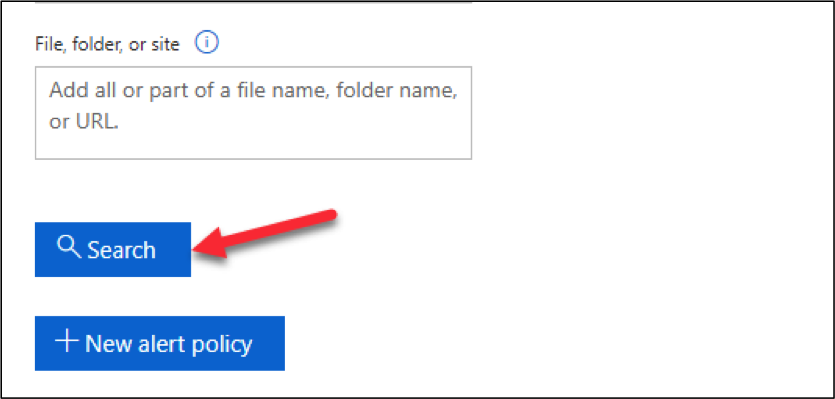 File, folder, or site
Add all or part of a file name, folder name,
or URL.
Search
New alert policy